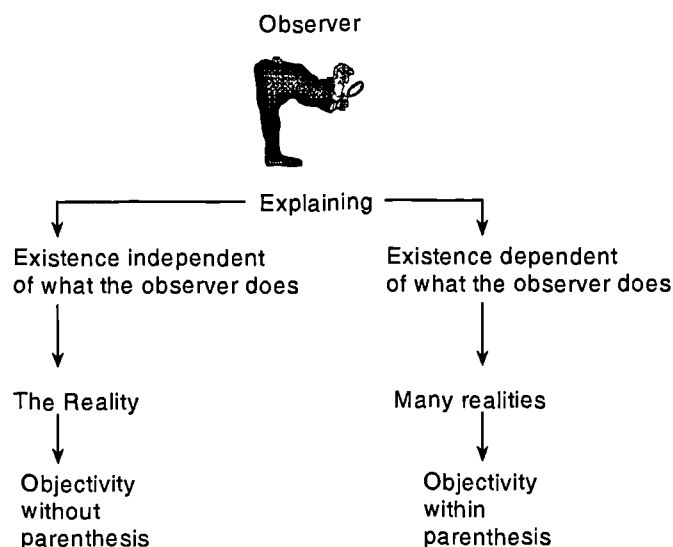 Observer
Explaining
Existence independent
of what the observer does
Existence dependent
of what the observer does
The Reality
Many realities
Objectivity
without
parenthesis
Objectivity
within
parenthesis